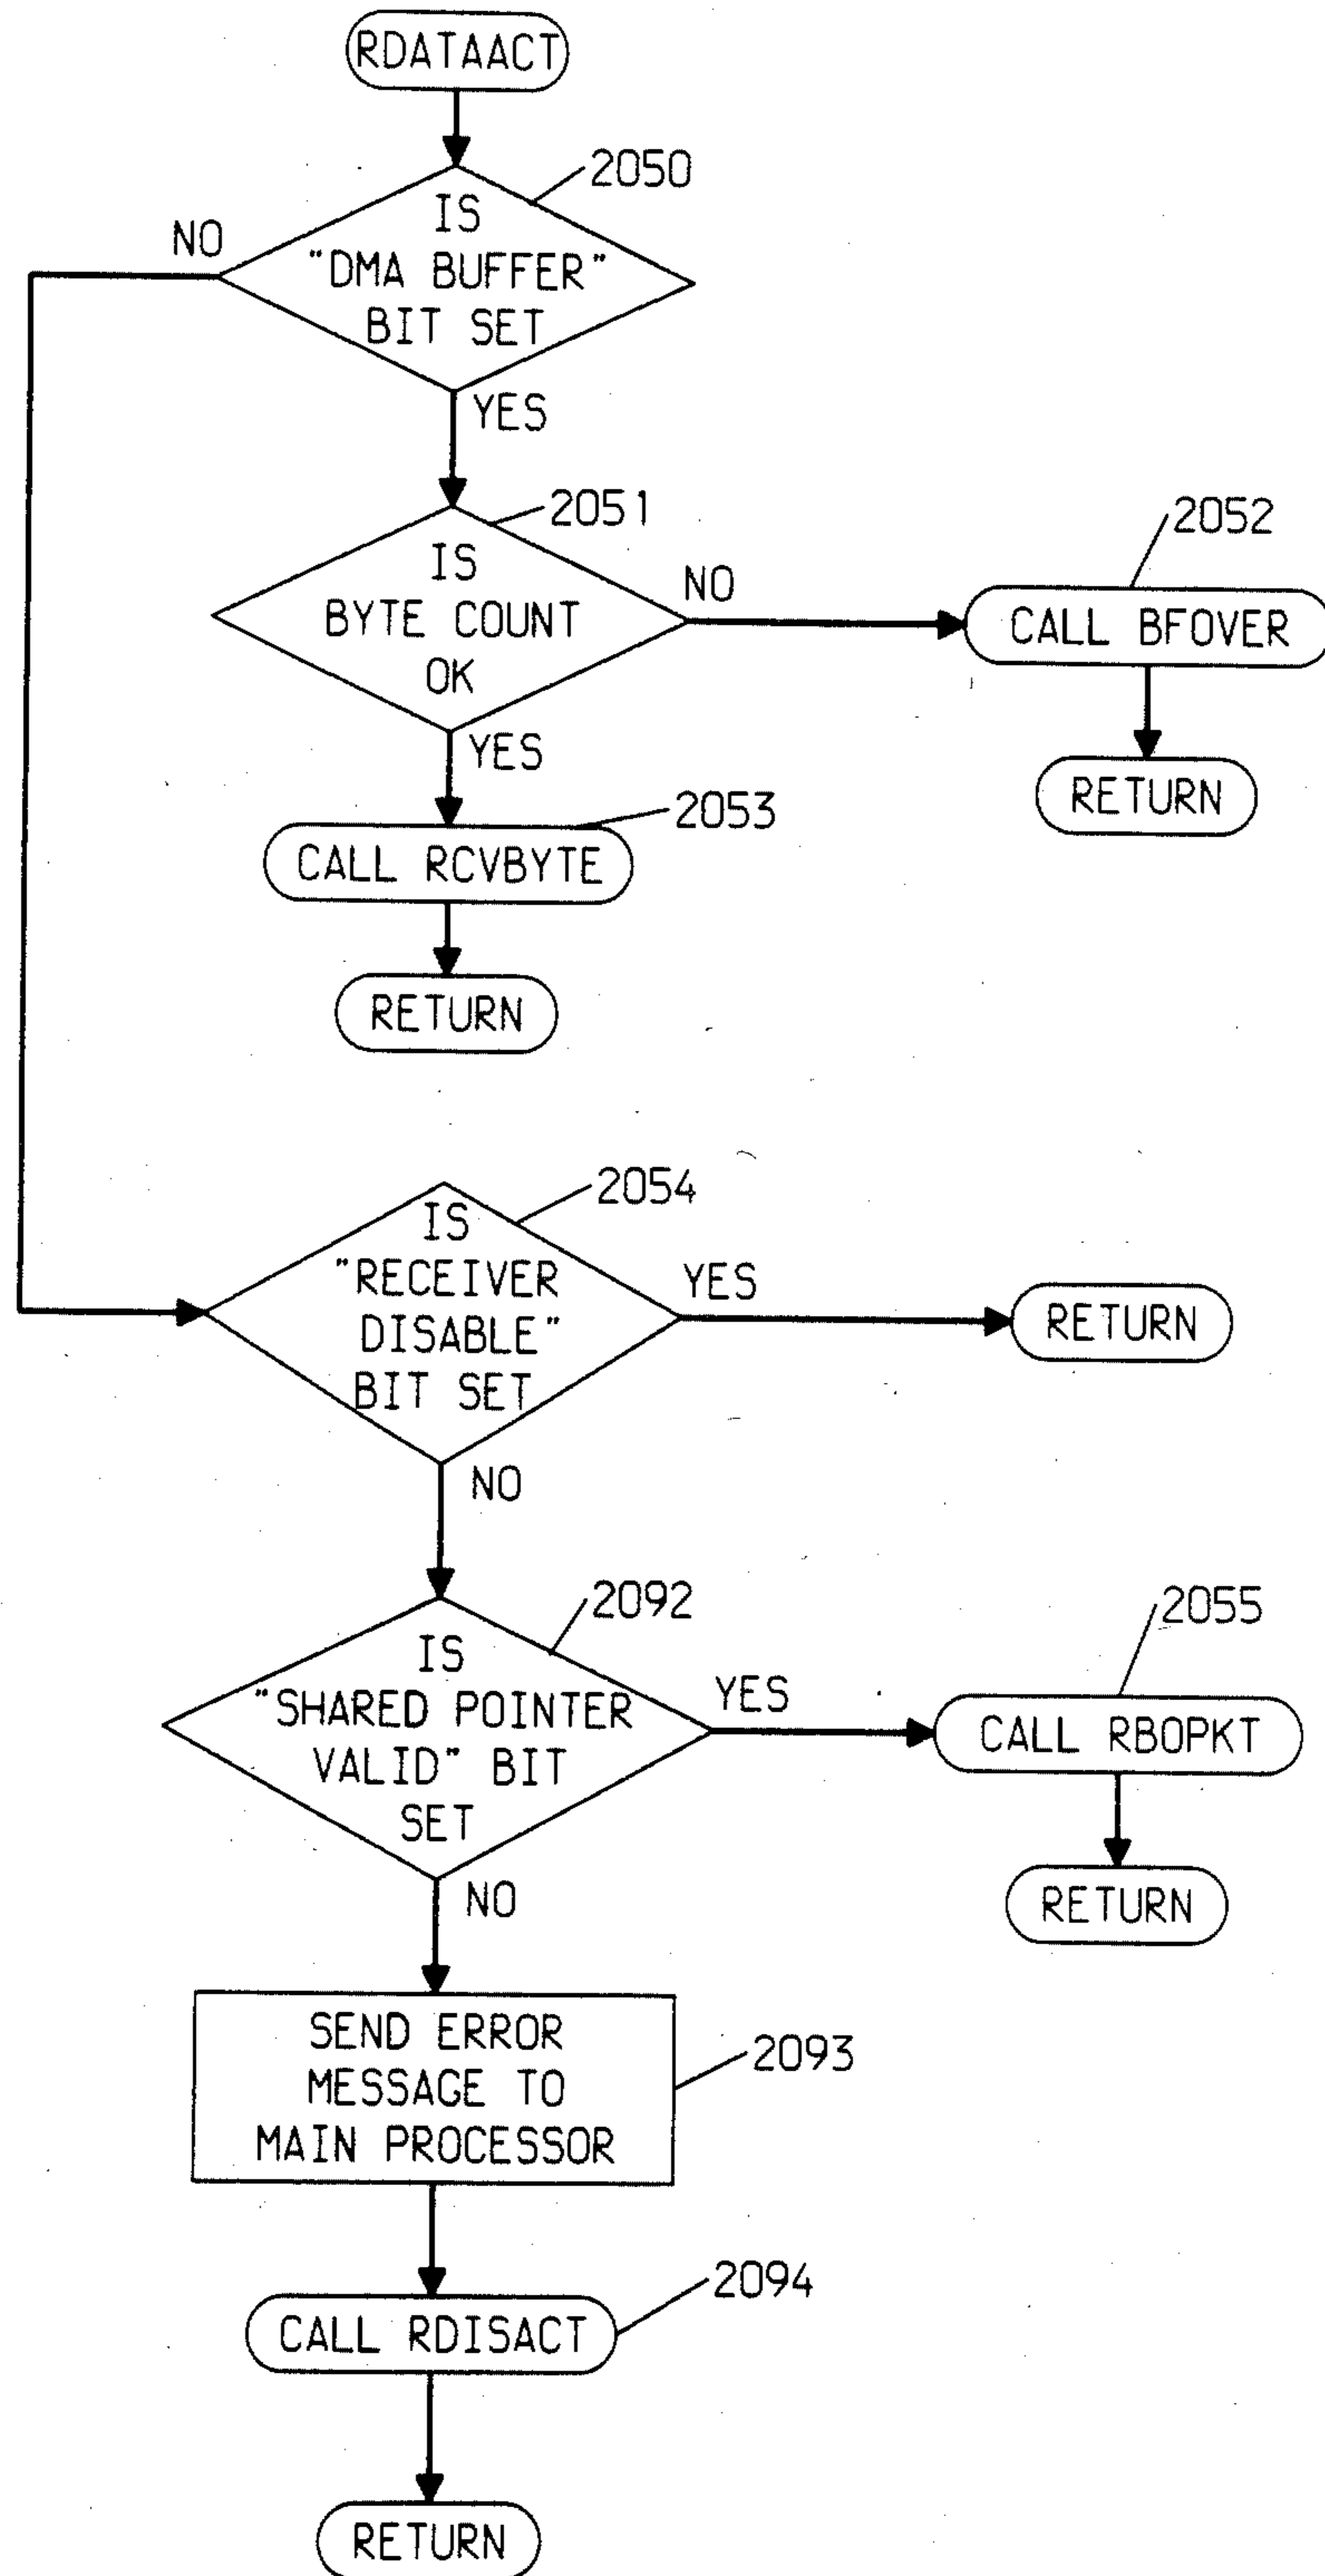 RDATAACT
2050
IS
"DMA BUFFER"
BIT SET
NO
YES
2051
IS
BYTE COUNT
OK
NO
2052
CALL BFOVER
RETURN
YES
2053
CALL RCVBYTE
RETURN
2054
IS
"RECEIVER
DISABLE"
BIT SET
YES
RETURN
NO
2092
IS
"SHARED POINTER
VALID" BIT
SET
YES
2055
CALL RBOPKT
RETURN
NO
SEND ERROR
MESSAGE TO
MAIN PROCESSOR
2093
2094
CALL RDISACT
RETURN